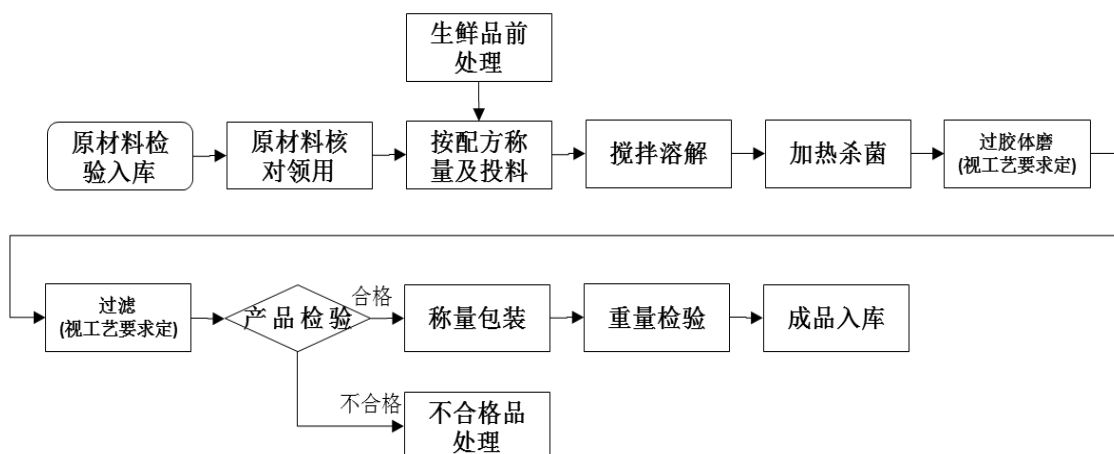 生鲜品前
处理
原材料检
验入库
原材料核
对领用
按配方称
量及投料
搅拌溶解
加热杀菌
过胶体磨
(视工艺要求定)
过滤
(视工艺要求定)
产品检验
合格
称量包装
重量检验
成品入库
不合格
不合格品
处理